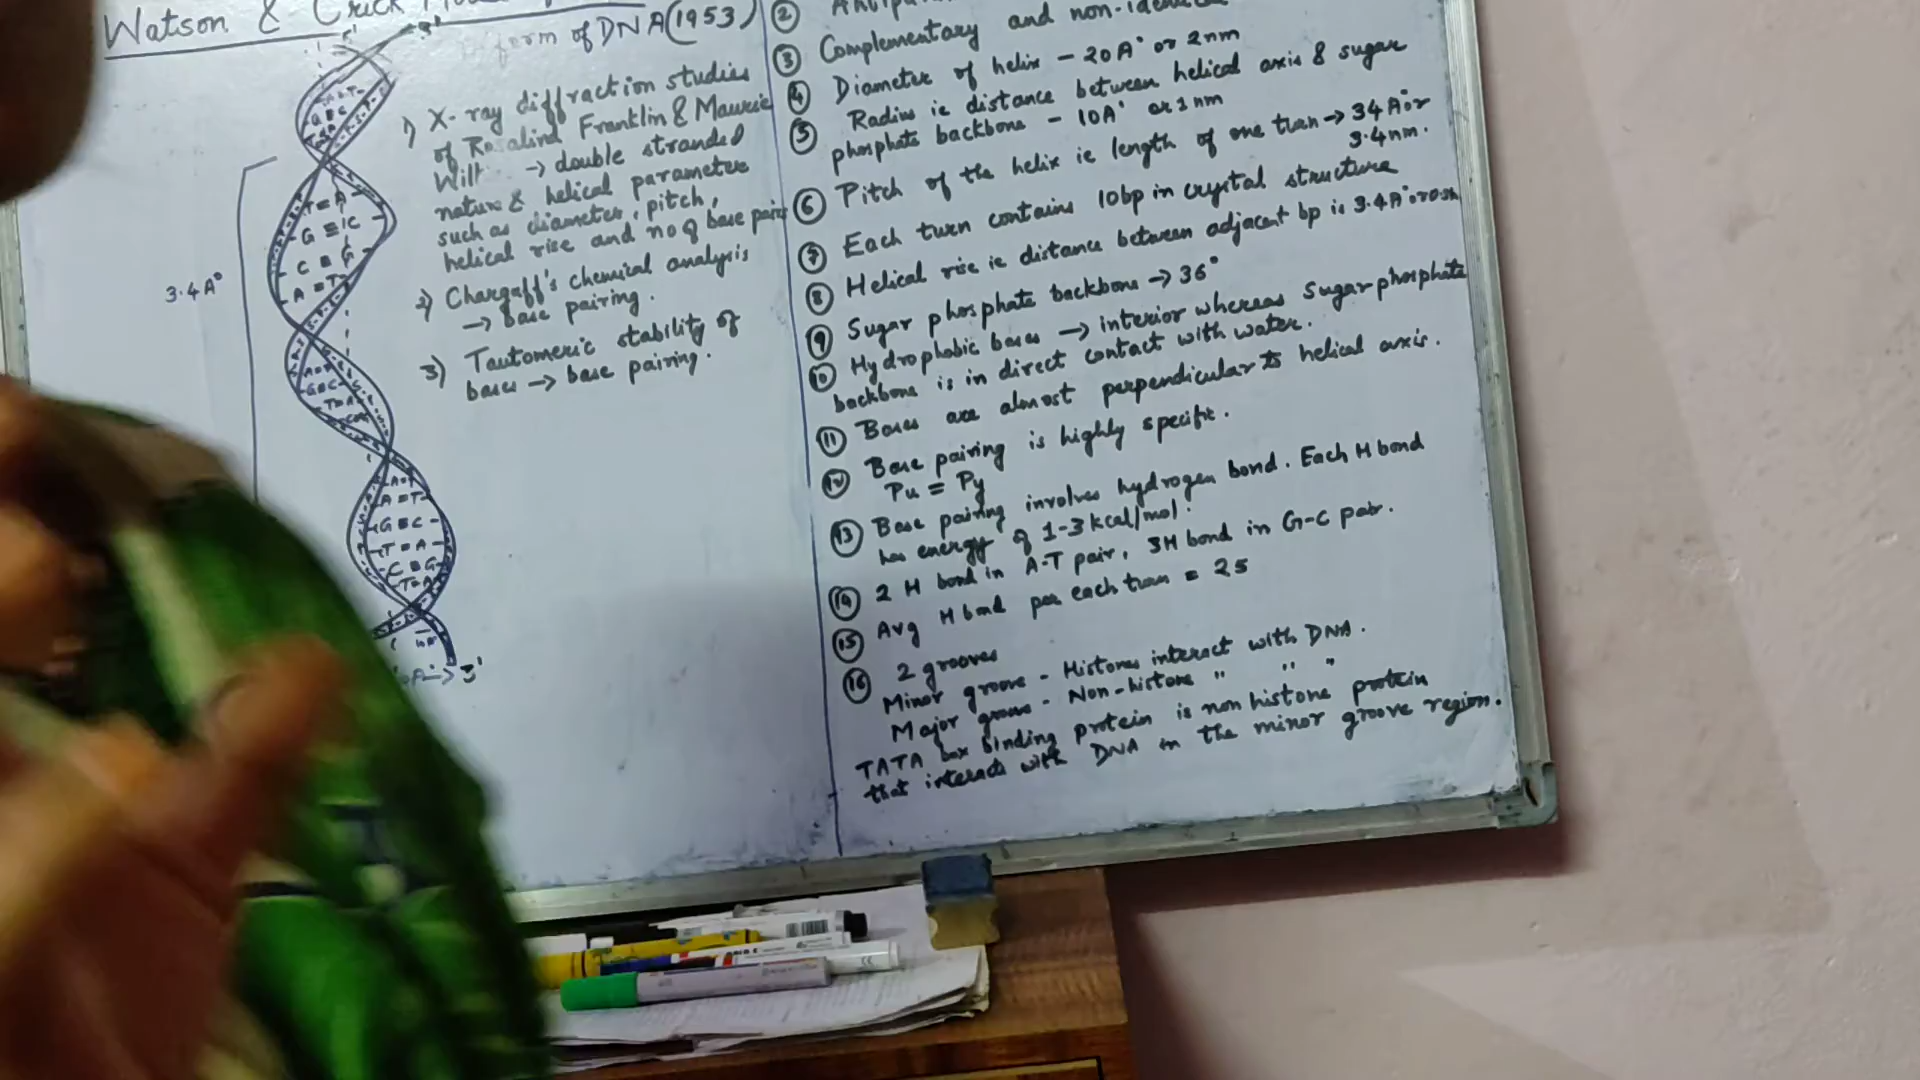 Watson & Crick
form of DNA (1953)
3'
1) X-ray diffraction studies
of Rosalind Franklin & Maurice
→ double stranded
nature & helical parameter
such as diameter, pitch,
helical rise and no of base pairs
2) Chargaff's chemical analysis
→ base pairing.
3) Tautomeric stability of
bases → base pairing.
3.4A°
T = A
G ≡ C
C ≡ G
A = T
A = T
G ≡ C
T = A
A = T
G ≡ C
T = A
C ≡ G
T = A
3'
②
③ Complementary and non-
④ Diameter of helix - 20A° or 2nm
⑤ Radius ie distance between helical axis & sugar
phosphate backbone - 10A° or 1nm
⑥ Pitch of the helix ie length of one turn → 34A° or
3.4nm.
⑦ Each turn contains 10bp in crystal structure
⑧ Helical rise ie distance between adjacent bp is 3.4A° or
⑨ Sugar phosphate backbone → 36°
⑩ Hydrophobic bases → interior whereas Sugar phosphate
backbone is in direct contact with water.
⑪ Bases are almost perpendicular to helical axis.
⑫ Base pairing is highly specific.
Pu = Py
⑬ Base pairing involves hydrogen bond. Each H bond
has energy of 1-3 kcal/mol.
⑭ 2 H bond in A-T pair, 3H bond in G-C pair.
⑮ Avg H bond per each turn = 25
⑯ 2 grooves
Minor groove - Histones interact with DNA.
Major groove - Non-histone " " "
TATA box binding protein is non histone protein
that interacts with DNA in the minor groove region.